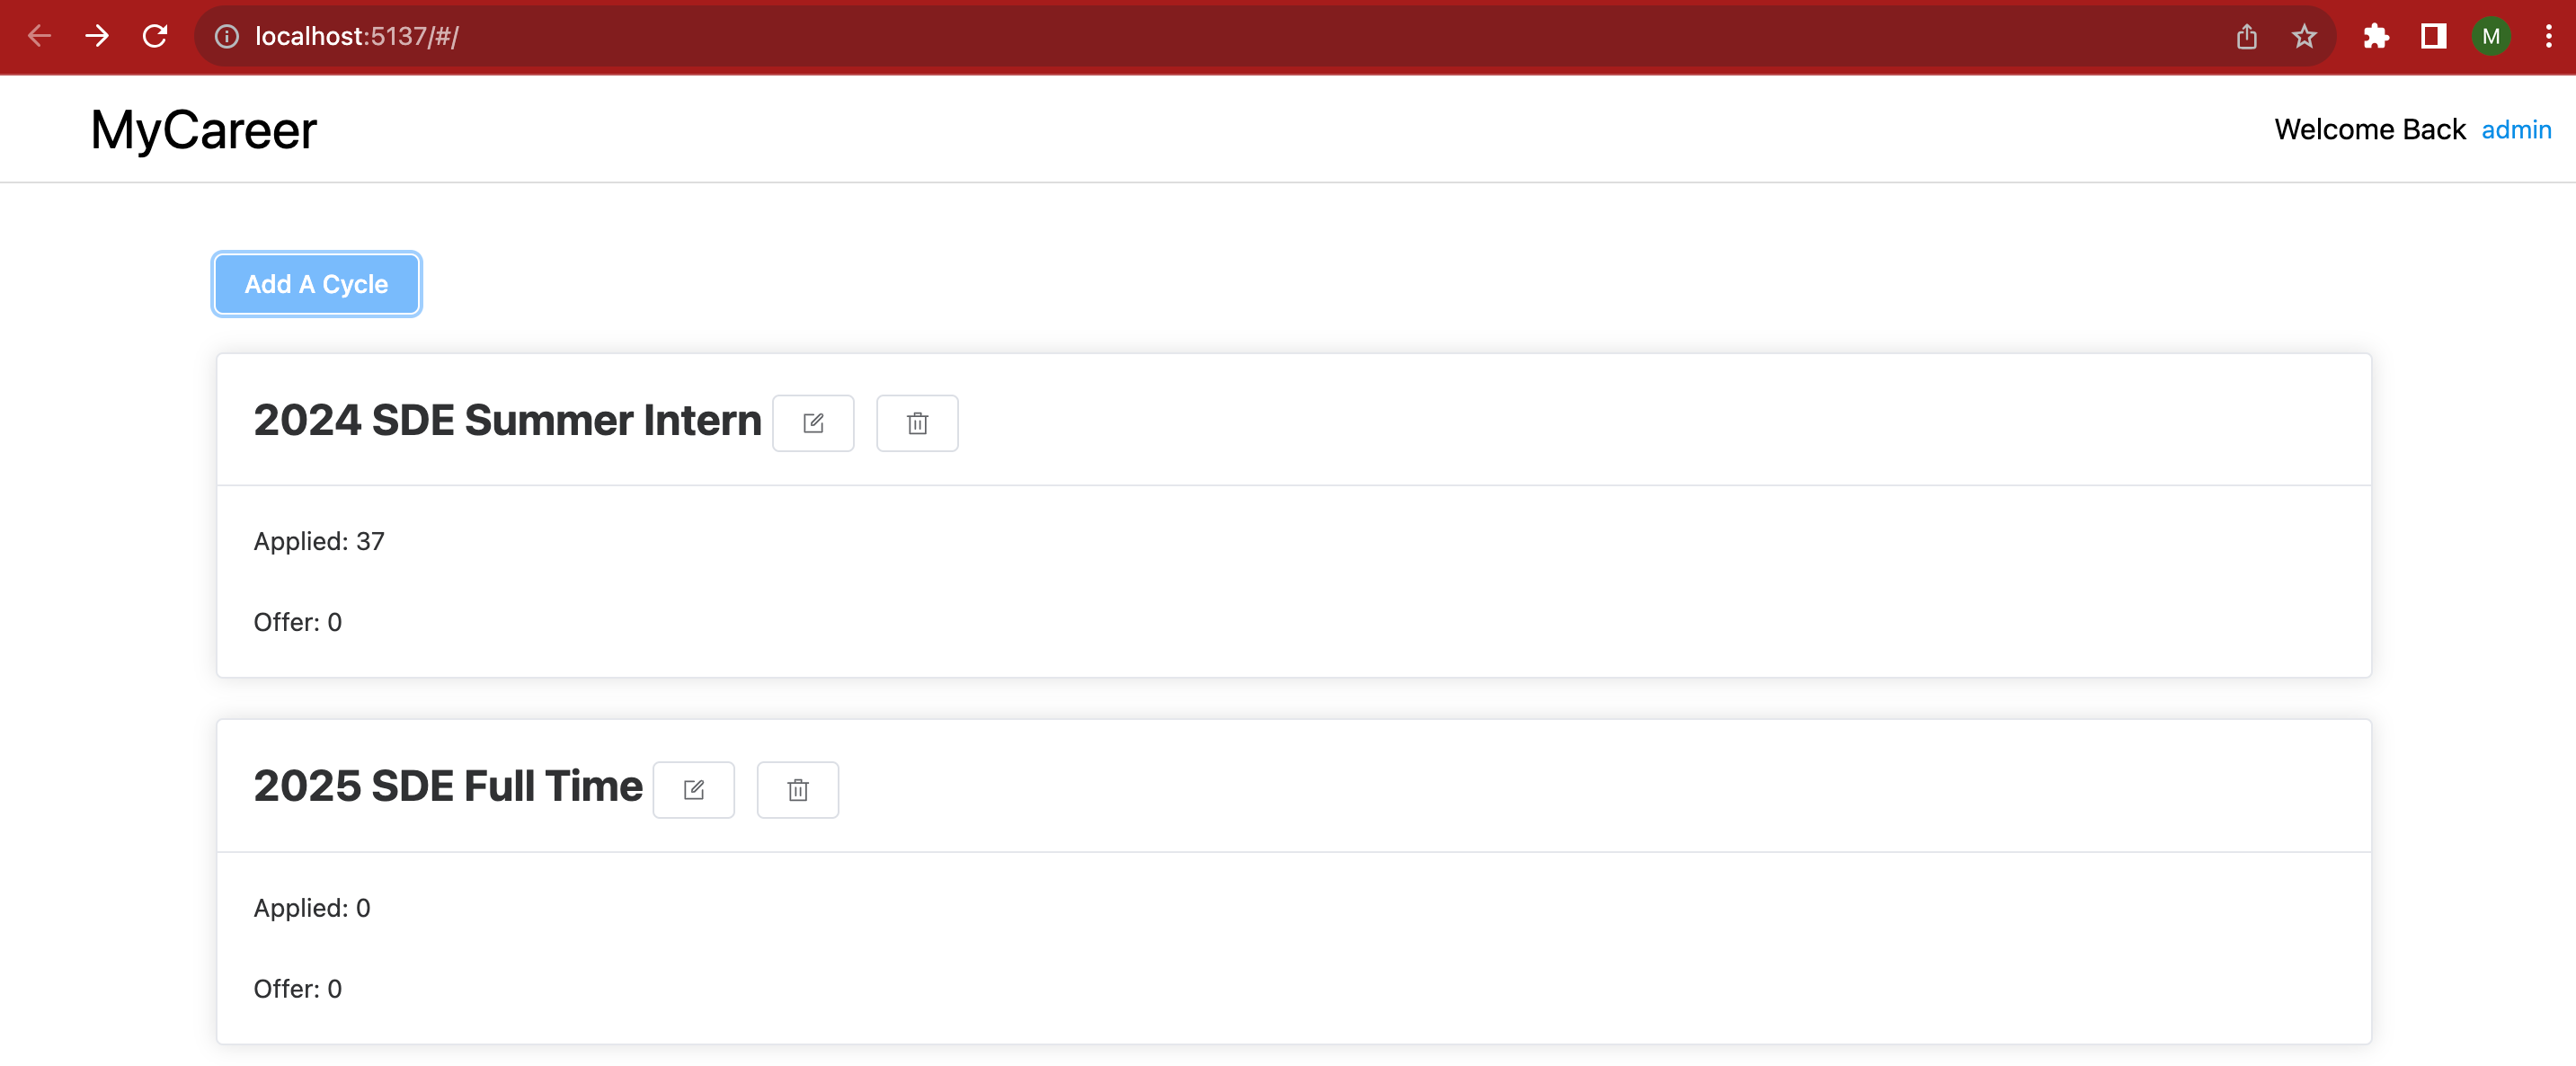 localhost:5137/#/
M
MyCareer
Welcome Back admin
Add A Cycle
2024 SDE Summer Intern
Applied: 37
Offer: 0
2025 SDE Full Time
Applied: 0
Offer: 0